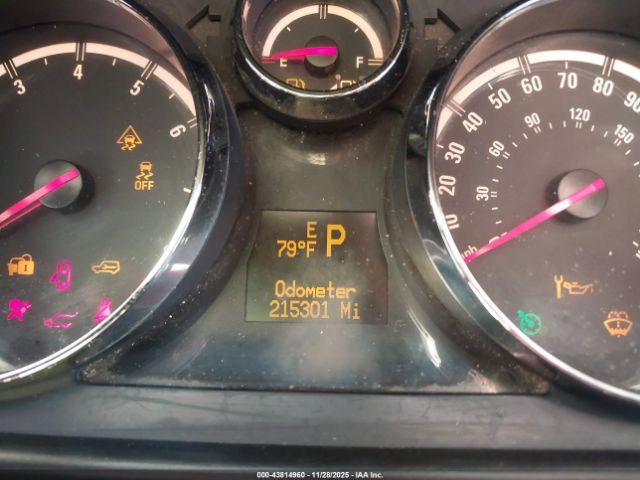 E F
3 4 5 6
OFF
10 20 30 40 50 60 70 80 90
30 60 90 120 150
mph
E
79°F P
Odometer
215301 Mi
000-43814960 - 11/28/2025 - IAA Inc.